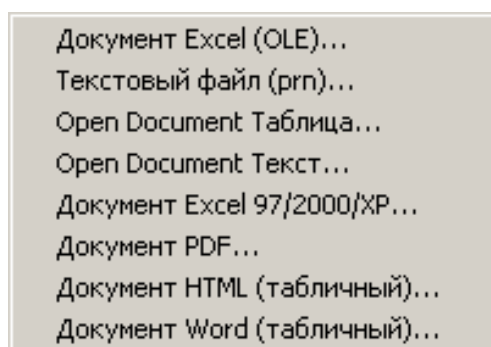 Документ Excel (OLE)...
Текстовый файл (prn)...
Open Document Таблица...
Open Document Текст...
Документ Excel 97/2000/XP...
Документ PDF...
Документ HTML (табличный)...
Документ Word (табличный)...